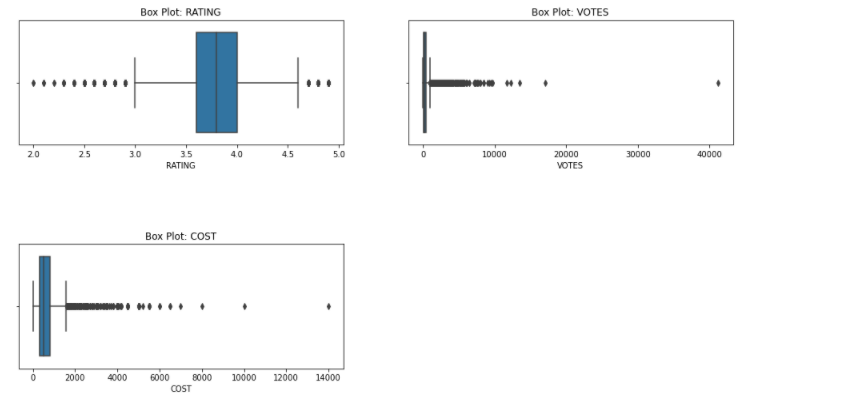 Box Plot: RATING
2.0 2.5 3.0 3.5 4.0 4.5 5.0
RATING
Box Plot: VOTES
0 10000 20000 30000 40000
VOTES
Box Plot: COST
0 2000 4000 6000 8000 10000 12000 14000
COST